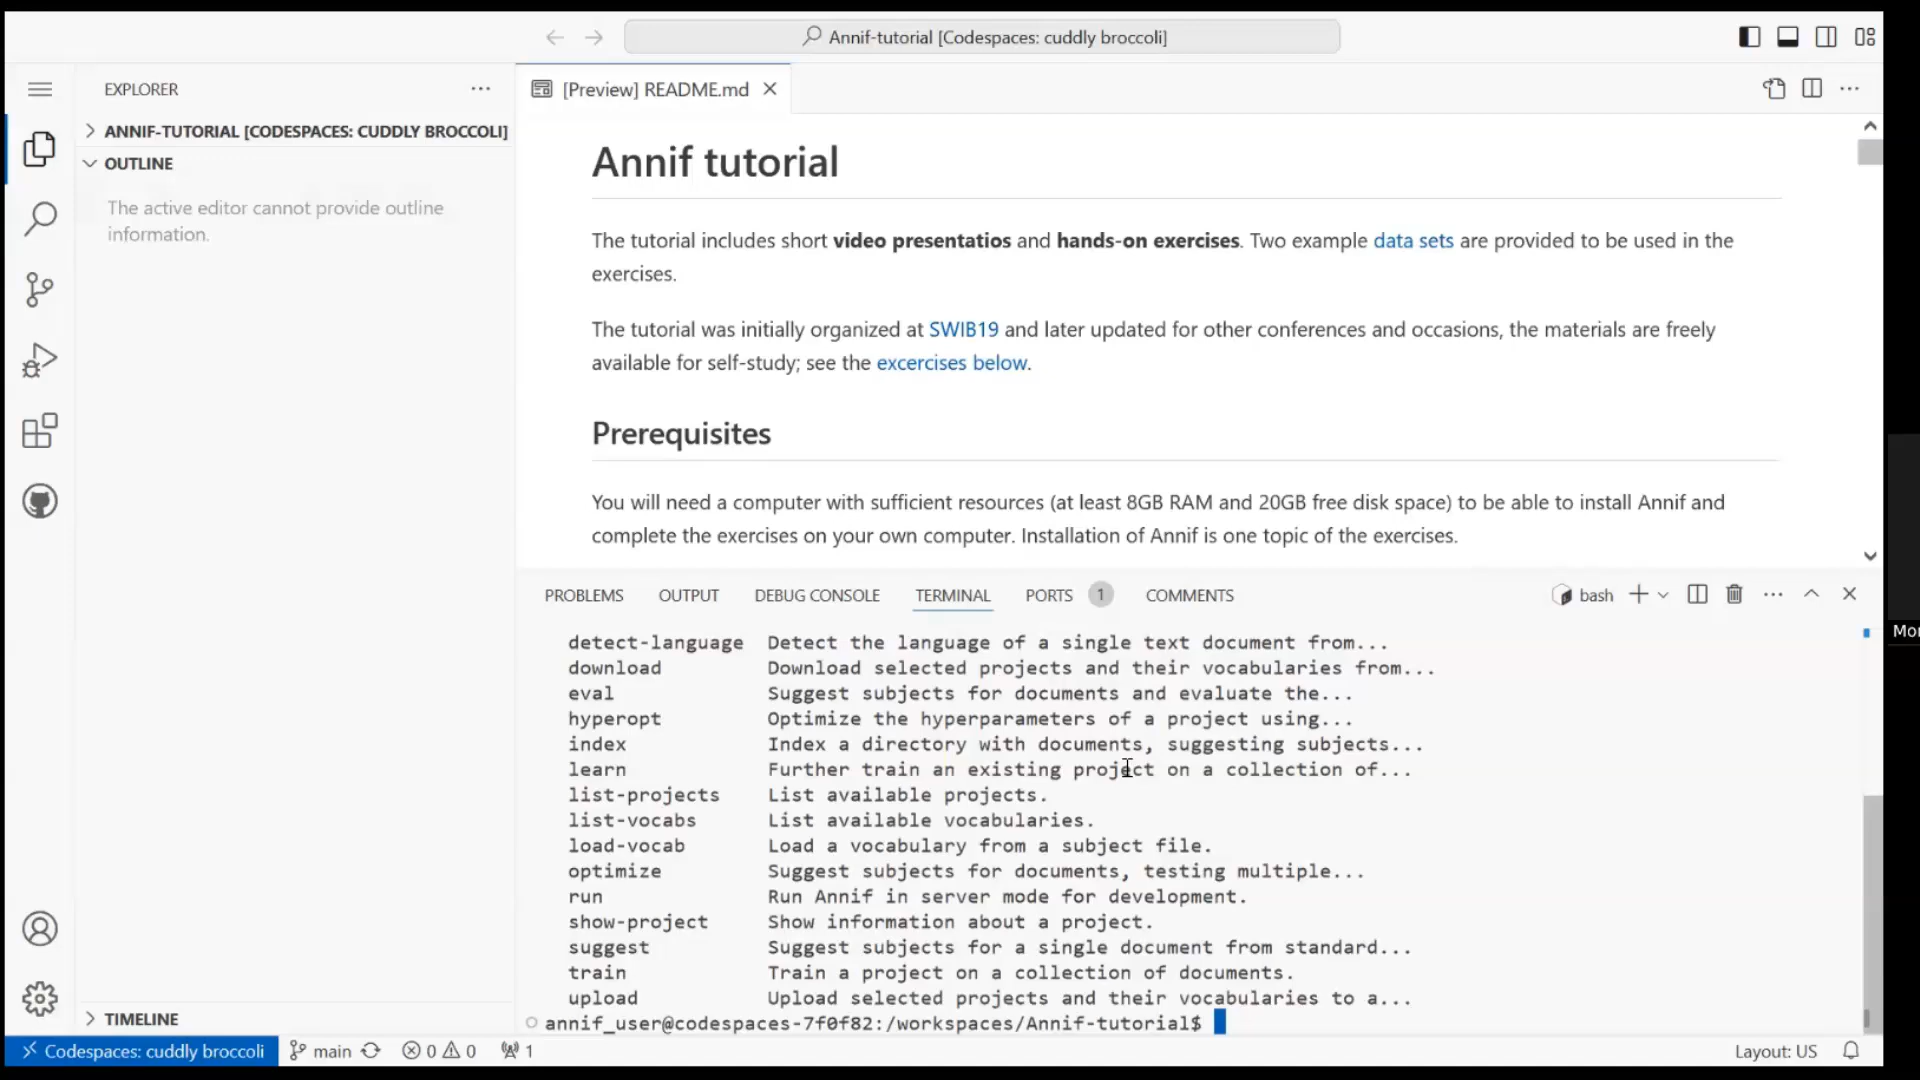 Annif-tutorial [Codespaces: cuddly broccoli]
EXPLORER
[Preview] README.md
ANNIF-TUTORIAL [CODESPACES: CUDDLY BROCCOLI]
OUTLINE
The active editor cannot provide outline
information.
Annif tutorial
The tutorial includes short video presentatios and hands-on exercises. Two example data sets are provided to be used in the
exercises.
The tutorial was initially organized at SWIB19 and later updated for other conferences and occasions, the materials are freely
available for self-study; see the excercises below.
Prerequisites
You will need a computer with sufficient resources (at least 8GB RAM and 20GB free disk space) to be able to install Annif and
complete the exercises on your own computer. Installation of Annif is one topic of the exercises.
PROBLEMS OUTPUT DEBUG CONSOLE TERMINAL PORTS 1 COMMENTS bash
detect-language Detect the language of a single text document from...
download Download selected projects and their vocabularies from...
eval Suggest subjects for documents and evaluate the...
hyperopt Optimize the hyperparameters of a project using...
index Index a directory with documents, suggesting subjects...
learn Further train an existing project on a collection of...
list-projects List available projects.
list-vocabs List available vocabularies.
load-vocab Load a vocabulary from a subject file.
optimize Suggest subjects for documents, testing multiple...
run Run Annif in server mode for development.
show-project Show information about a project.
suggest Suggest subjects for a single document from standard...
train Train a project on a collection of documents.
upload Upload selected projects and their vocabularies to a...
annif_user@codespaces-7f0f82:/workspaces/Annif-tutorial$
TIMELINE
Codespaces: cuddly broccoli main 0 0 1 Layout: US